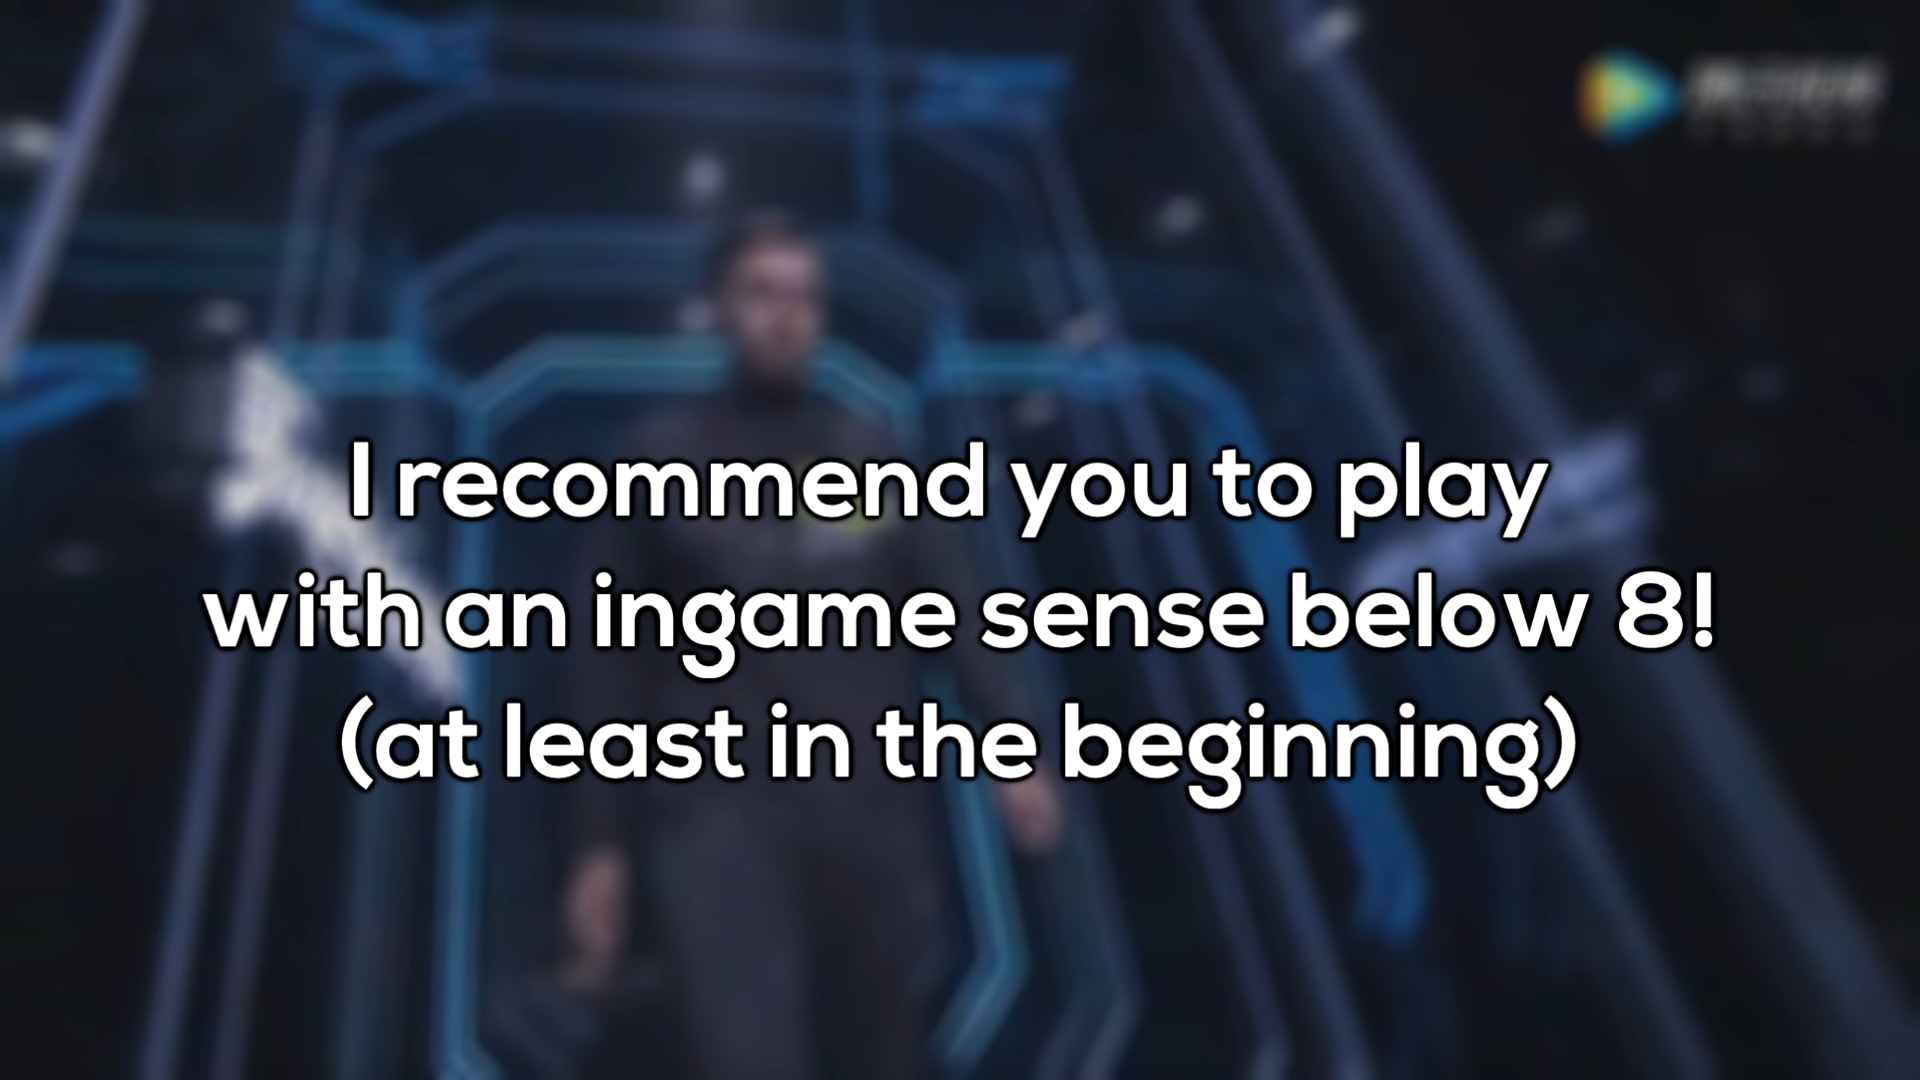 I recommend you to play
with an ingame sense below 8!
(at least in the beginning)